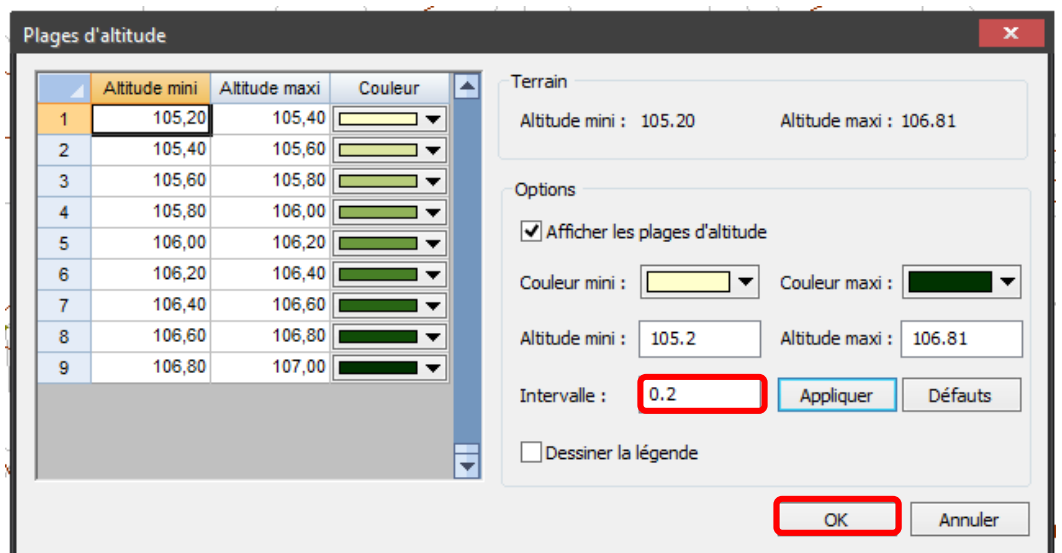 Plages d'altitude
Altitude mini Altitude maxi Couleur
1 105,20 105,40
2 105,40 105,60
3 105,60 105,80
4 105,80 106,00
5 106,00 106,20
6 106,20 106,40
7 106,40 106,60
8 106,60 106,80
9 106,80 107,00
Terrain
Altitude mini : 105.20 Altitude maxi : 106.81
Options
Afficher les plages d'altitude
Couleur mini : Couleur maxi :
Altitude mini : 105.2 Altitude maxi : 106.81
Intervalle : 0.2 Appliquer Défauts
Dessiner la légende
OK Annuler